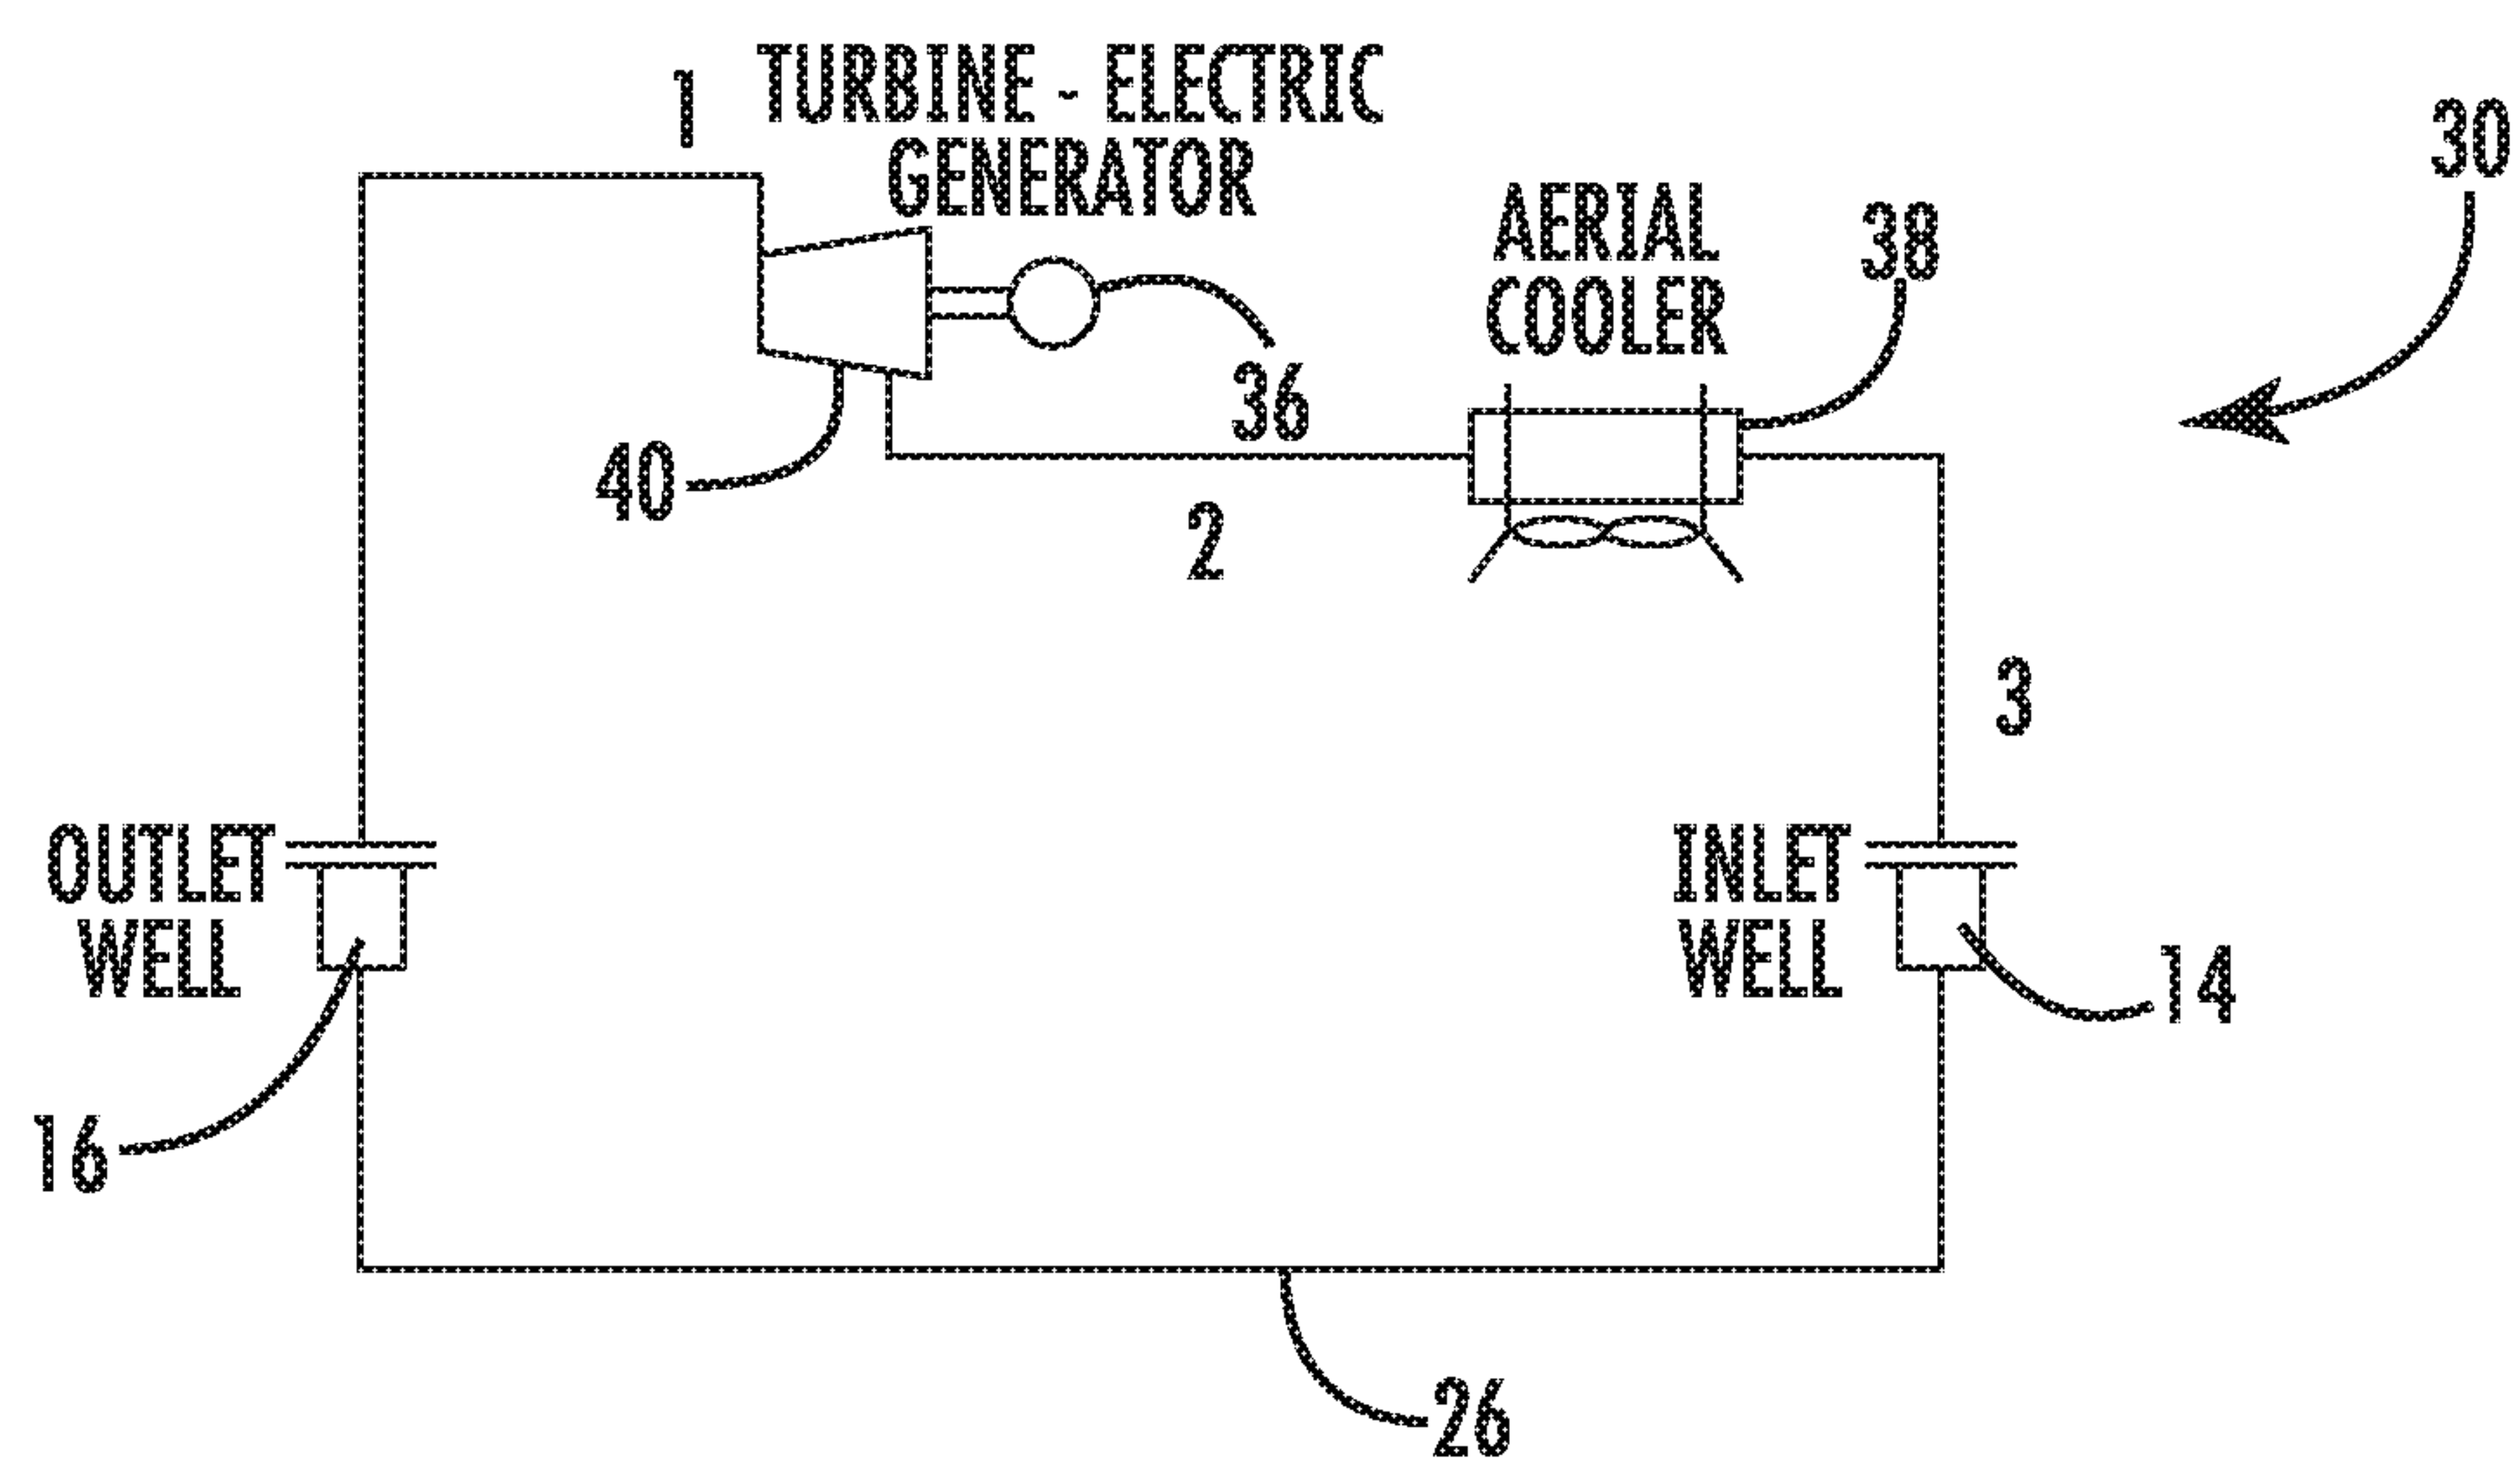 1
TURBINE - ELECTRIC
GENERATOR
30
AERIAL
COOLER
38
36
40
2
3
OUTLET
WELL
INLET
WELL
14
16
26